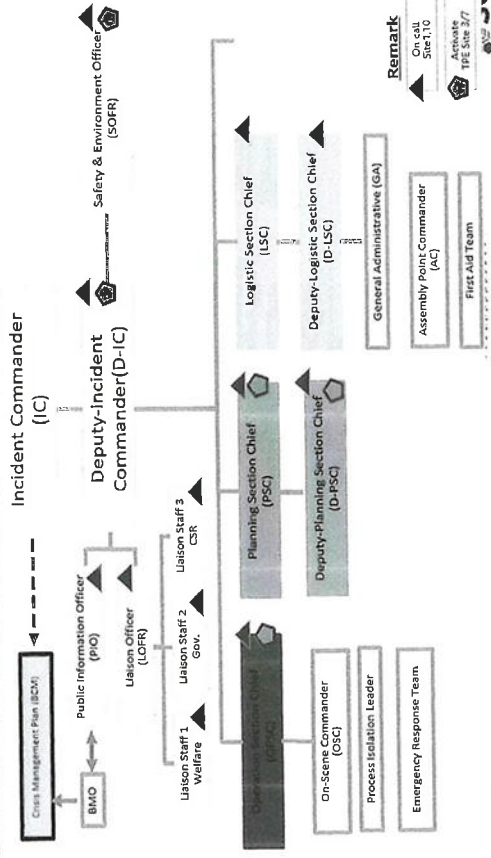 Incident Commander
(IC)
Crisis Management Plan (BCM)
BMO
Deputy-Incident
Commander(D-IC)
Safety & Environment Officer
(SOFR)
Public Information Officer
(PIO)
Liaison Officer
(LOFR)
Liaison Staff 1
Welfare
Liaison Staff 2
Gov.
Liaison Staff 3
CSR
Planning Section Chief
(PSC)
Logistic Section Chief
(LSC)
Deputy-Planning Section Chief
(D-PSC)
Deputy-Logistic Section Chief
(D-LSC)
On-Scene Commander
(OSC)
Process Isolation Leader
Emergency Response Team
General Administrative (GA)
Assembly Point Commander
(AC)
First Aid Team
Remark
On call
Site1,10
Activate
TPE Site 3/7